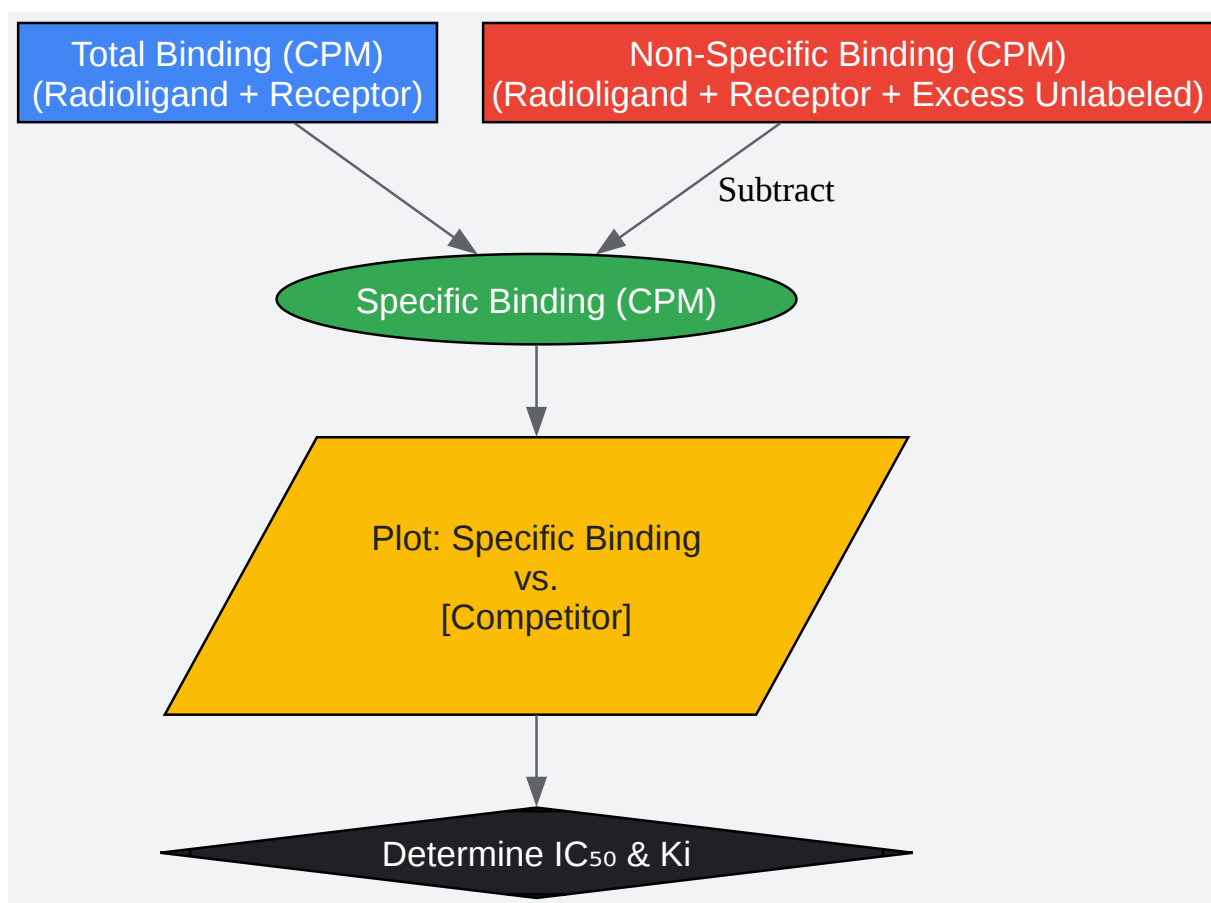 Total Binding (CPM)
(Radioligand + Receptor)
Non-Specific Binding (CPM)
(Radioligand + Receptor + Excess Unlabeled)
Subtract
Specific Binding (CPM)
Plot: Specific Binding
vs.
[Competitor]
Determine IC₅₀ & Ki